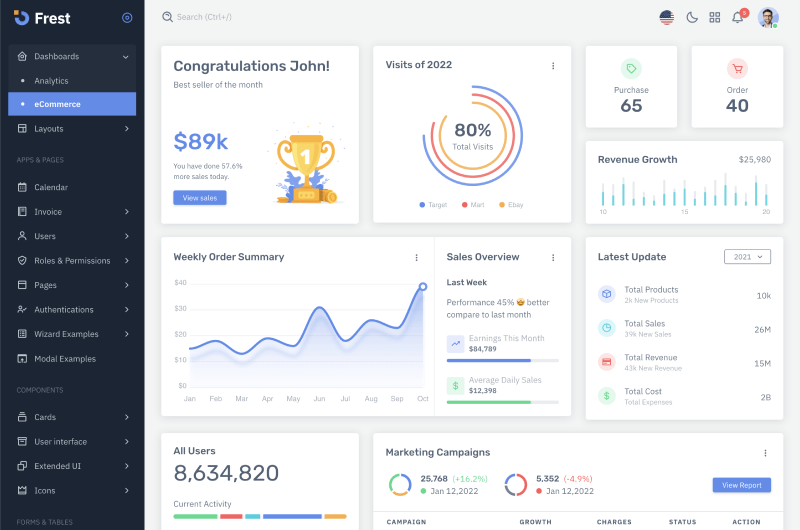 Frest
Search (Ctrl+/)
5
Dashboards
Analytics
eCommerce
Layouts
APPS & PAGES
Calendar
Invoice
Users
Roles & Permissions
Pages
Authentications
Wizard Examples
Modal Examples
COMPONENTS
Cards
User interface
Extended UI
Icons
FORMS & TABLES
Congratulations John!
Best seller of the month
$89k
You have done 57.6%
more sales today.
View sales
1
Visits of 2022
80%
Total Visits
Target
Mart
Ebay
Purchase
65
Order
40
Revenue Growth
$25,980
10
15
20
Weekly Order Summary
$40
$30
$20
$10
$0
Jan Feb Mar Apr May Jun Jul Aug Sep Oct
Sales Overview
Last Week
Performance 45% 🤩 better
compare to last month
Earnings This Month
$84,789
Average Daily Sales
$12,398
Latest Update
2021
Total Products
2k New Products
10k
Total Sales
39k New Sales
26M
Total Revenue
43k New Revenue
15M
Total Cost
Total Expenses
2B
All Users
8,634,820
Current Activity
Marketing Campaigns
25,768 (+16.2%)
Jan 12,2022
5,352 (-4.9%)
Jan 12,2022
View Report
CAMPAIGN GROWTH CHARGES STATUS ACTION